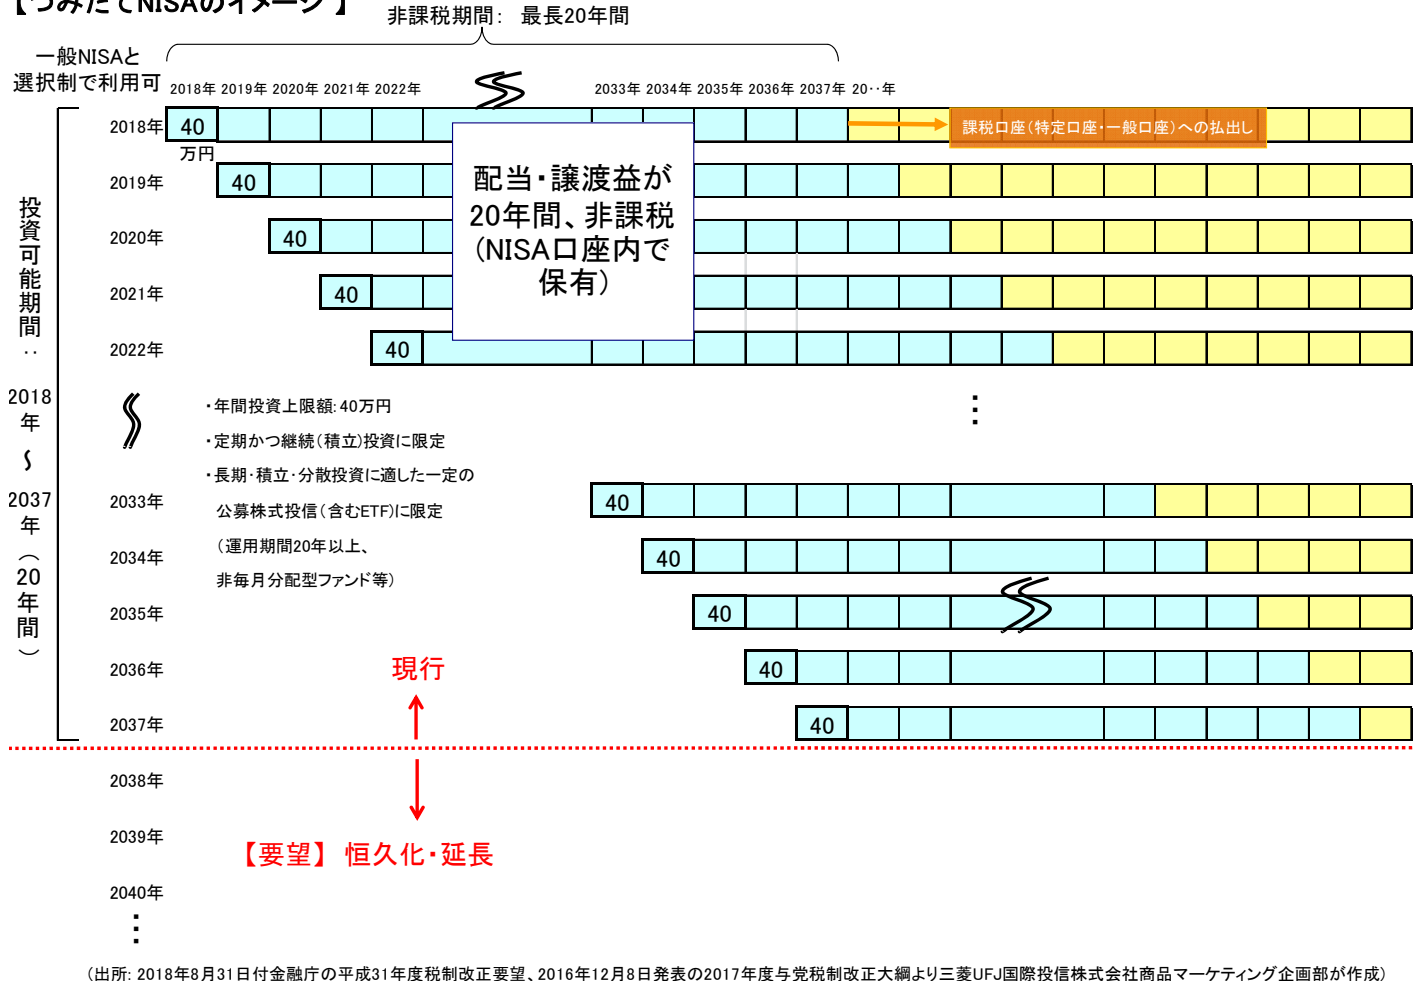 【つみたてNISAのイメージ 】
非課税期間： 最長20年間
一般NISAと
選択制で利用可
2018年 2019年 2020年 2021年 2022年
2033年 2034年 2035年 2036年 2037年 20‥年
2018年
40
万円
課税口座（特定口座・一般口座）への払出し
2019年
40
2020年
40
2021年
40
2022年
40
配当・譲渡益が
20年間、非課税
（NISA口座内で
保有）
投資可能期間：
2018
年
〜
2037
年
（
20
年
間
）
・年間投資上限額：40万円
・定期かつ継続（積立）投資に限定
・長期・積立・分散投資に適した一定の
公募株式投信（含むETF）に限定
（運用期間20年以上、
非毎月分配型ファンド等）
⋮
2033年
40
2034年
40
2035年
40
2036年
40
2037年
40
現行
2038年
2039年
【要望】 恒久化・延長
2040年
⋮
（出所：2018年8月31日付金融庁の平成31年度税制改正要望、2016年12月8日発表の2017年度与党税制改正大綱より三菱UFJ国際投信株式会社商品マーケティング企画部が作成）